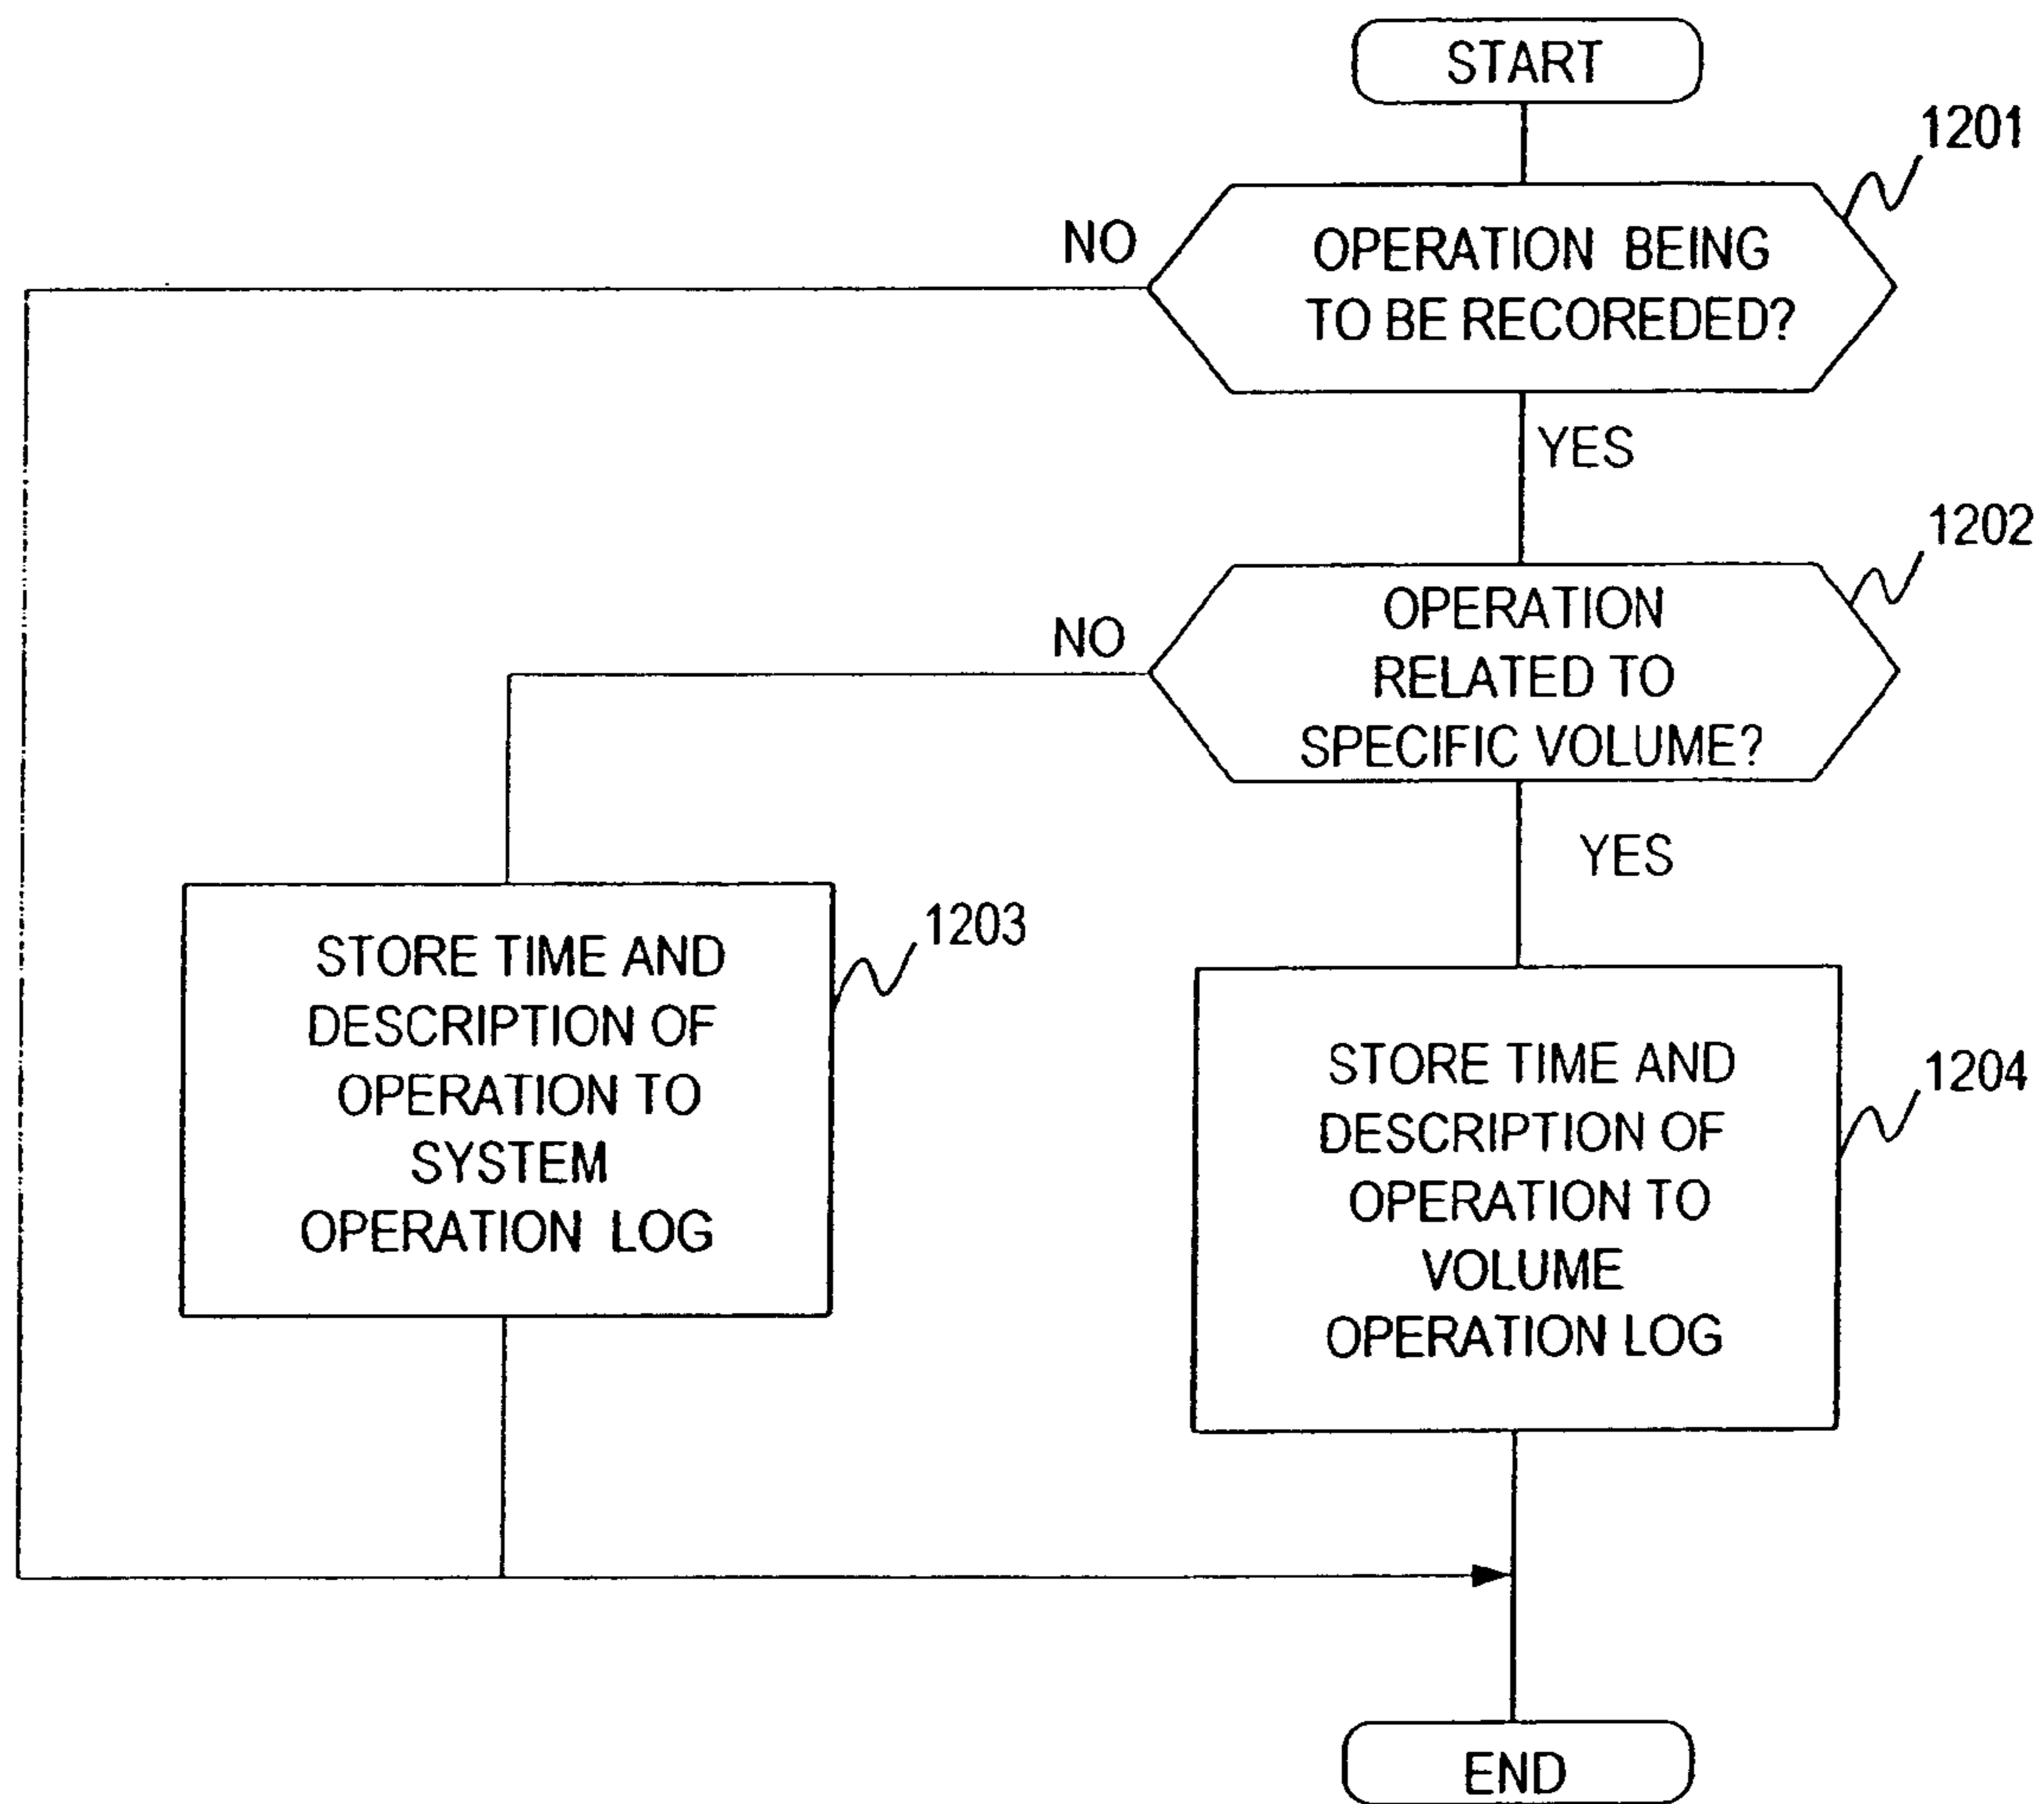 START
1201
NO
OPERATION BEING
TO BE RECOREDED?
YES
1202
NO
OPERATION
RELATED TO
SPECIFIC VOLUME?
YES
1203
STORE TIME AND
DESCRIPTION OF
OPERATION TO
SYSTEM
OPERATION LOG
1204
STORE TIME AND
DESCRIPTION OF
OPERATION TO
VOLUME
OPERATION LOG
END